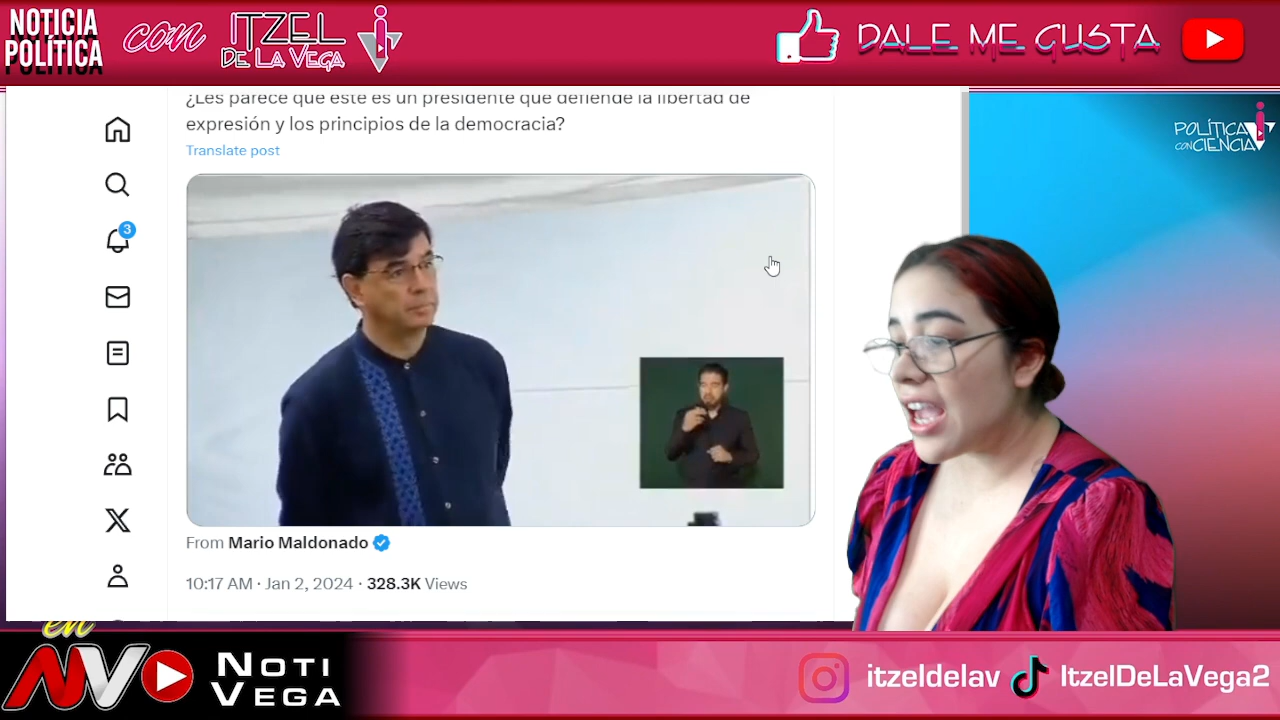 NOTICIA
POLÍTICA
con
ITZEL
DE LA VEGA
DALE ME GUSTA
¿Les parece que este es un presidente que defiende la libertad de
expresión y los principios de la democracia?
Translate post
3
POLÍTICA
CON CIENCIA
From Mario Maldonado
10:17 AM · Jan 2, 2024 · 328.3K Views
en
NV
NOTI
VEGA
itzeldelav
ItzelDeLaVega2